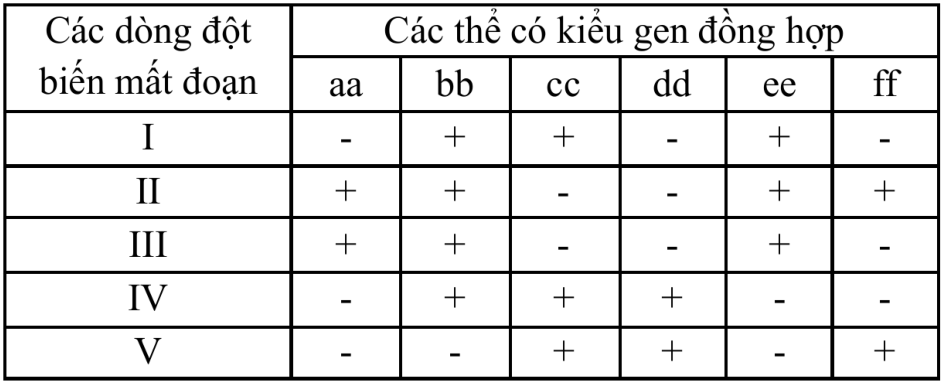 Các dòng đột biến mất đoạn Các thể có kiểu gen đồng hợp
aa bb cc dd ee ff
I - + + - + -
II + + - - + +
III + + - - + -
IV - + + + - -
V - - + + - +